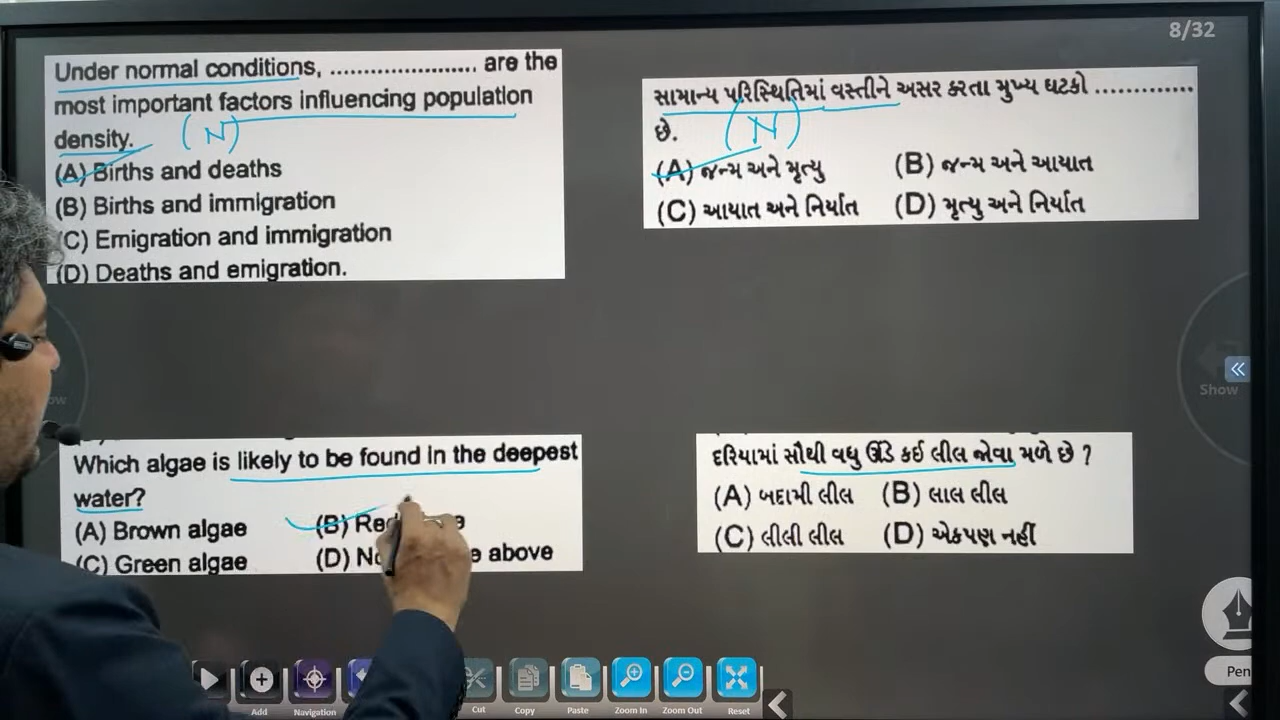 8/32
Under normal conditions, ...................... are the
most important factors influencing population
density. (N)
(A) Births and deaths
(B) Births and immigration
(C) Emigration and immigration
(D) Deaths and emigration.
સામાન્ય પરિસ્થિતિમાં વસ્તીને અસર કરતા મુખ્ય ઘટકો .............
છે. (N)
(A) જન્મ અને મૃત્યુ (B) જન્મ અને આયાત
(C) આયાત અને નિર્યાત (D) મૃત્યુ અને નિર્યાત
Show
Which algae is likely to be found in the deepest
water?
(A) Brown algae (B) Red
(C) Green algae (D) above
દરિયામાં સૌથી વધુ ઊંડે કઈ લીલ જોવા મળે છે ?
(A) બદામી લીલ (B) લાલ લીલ
(C) લીલી લીલ (D) એકપણ નહીં
Pen
Add Navigation Cut Copy Paste Zoom In Zoom Out Reset